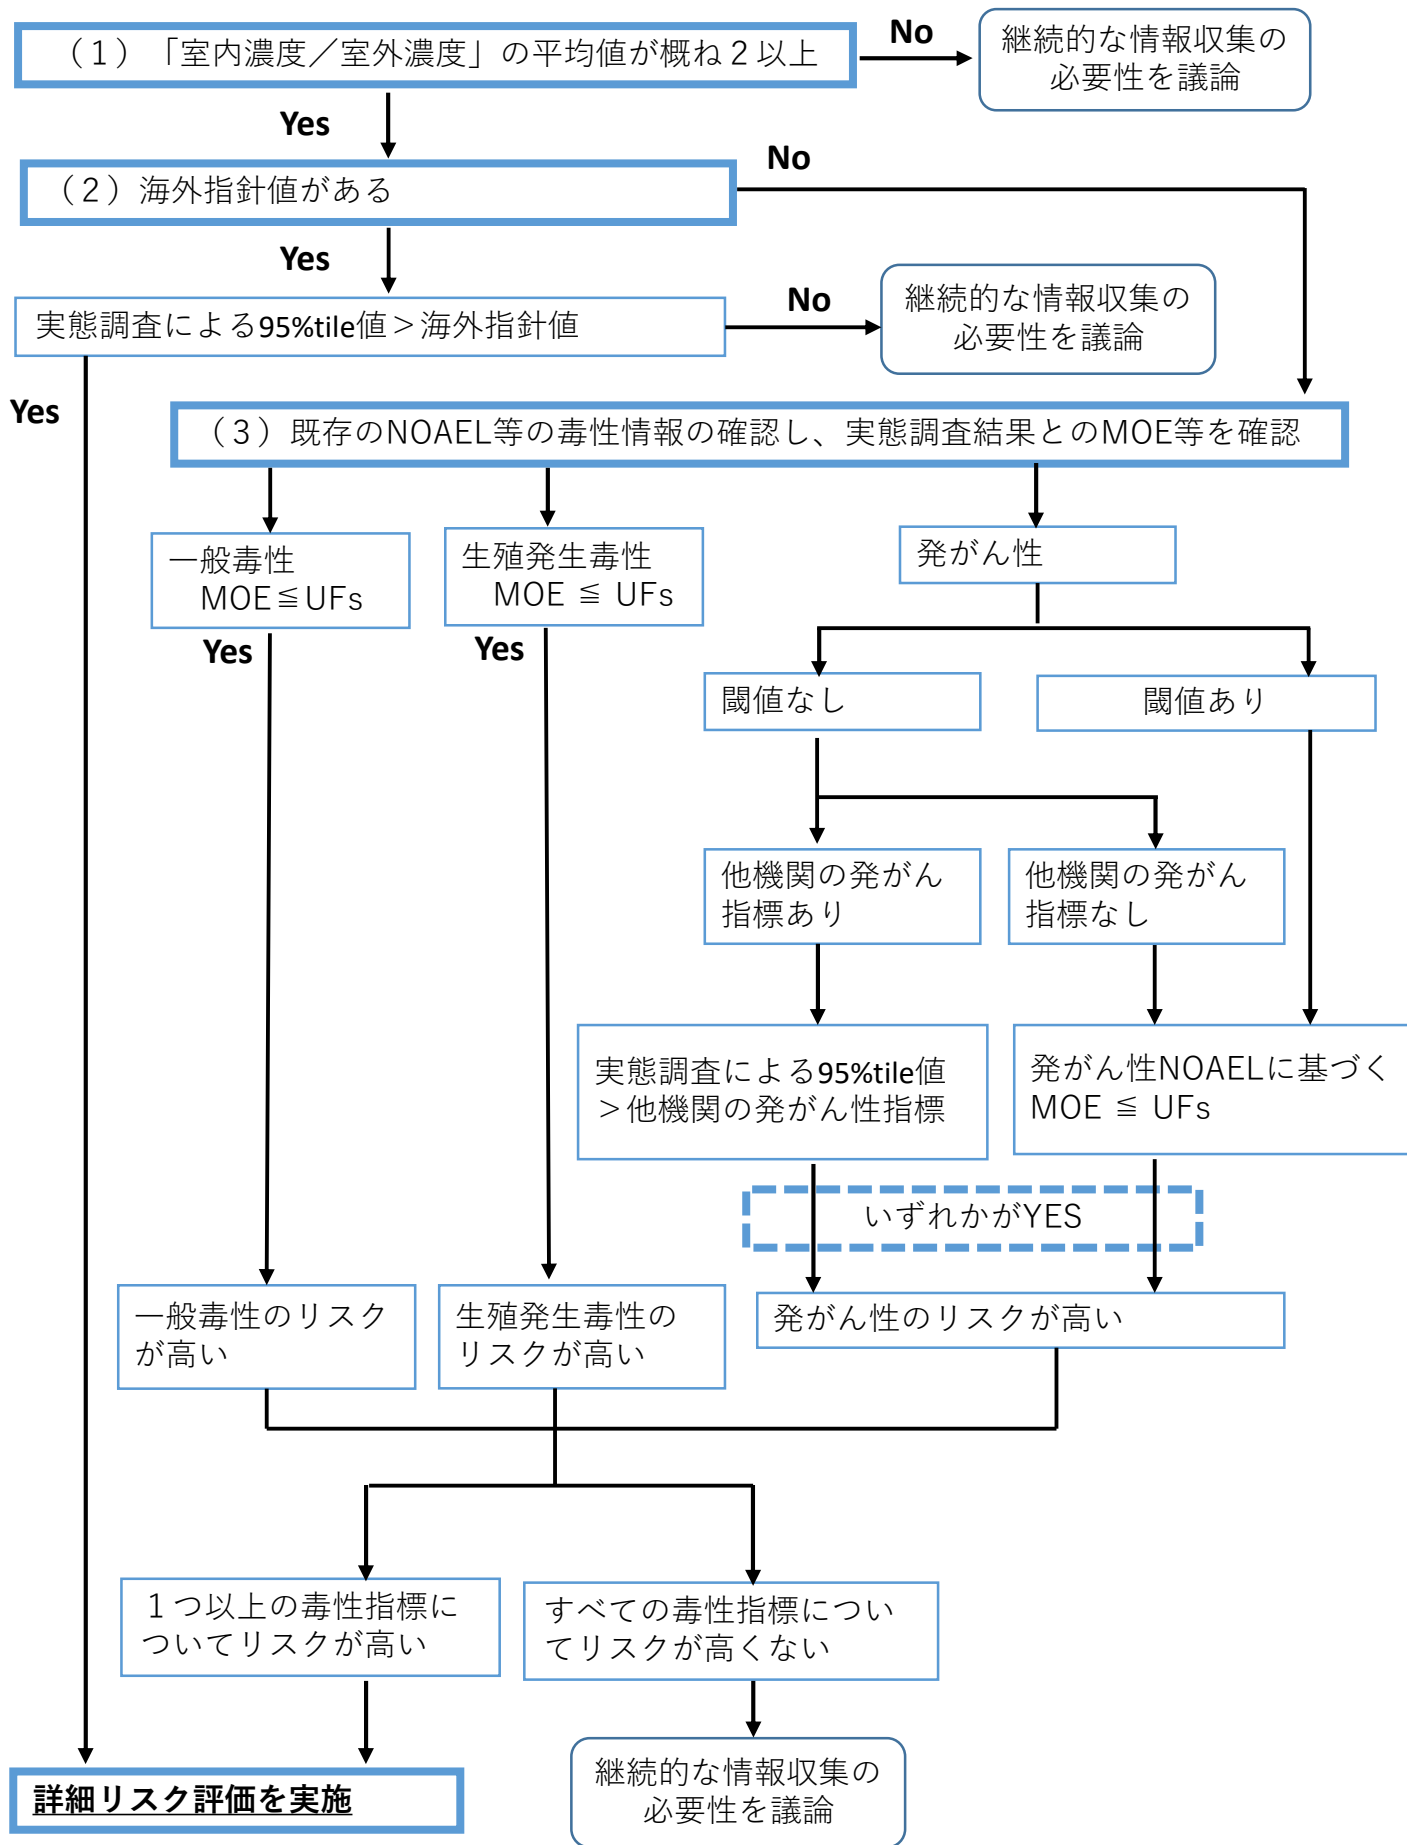 （１）「室内濃度／室外濃度」の平均値が概ね２以上
No
継続的な情報収集の
必要性を議論
Yes
（２）海外指針値がある
No
Yes
実態調査による95%tile値＞海外指針値
No
継続的な情報収集の
必要性を議論
Yes
（３）既存のNOAEL等の毒性情報の確認し、実態調査結果とのMOE等を確認
一般毒性
MOE≦UFs
生殖発生毒性
MOE ≦ UFs
発がん性
Yes
Yes
閾値なし
閾値あり
他機関の発がん
指標あり
他機関の発がん
指標なし
実態調査による95%tile値
＞他機関の発がん性指標
発がん性NOAELに基づく
MOE ≦ UFs
いずれかがYES
一般毒性のリスク
が高い
生殖発生毒性の
リスクが高い
発がん性のリスクが高い
１つ以上の毒性指標に
ついてリスクが高い
すべての毒性指標につい
てリスクが高くない
詳細リスク評価を実施
継続的な情報収集の
必要性を議論